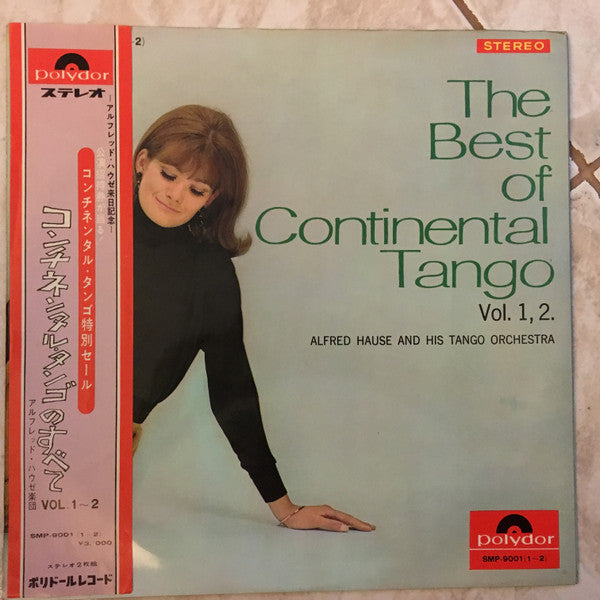 polydor
ステレオ
―アルフレッド・ハウゼ来日記念―
コンチネンタル・タンゴ特別セール
コンチネンタル・タンゴのすべて
アルフレッド・ハウゼ楽団
VOL. 1~2
SMP-9001(1~2)
¥3,000
ステレオ2枚組
ポリドールレコード
-2)
STEREO
The
Best
of
Continental
Tango
Vol. 1, 2.
ALFRED HAUSE AND HIS TANGO ORCHESTRA
polydor
SMP-9001(1~2)